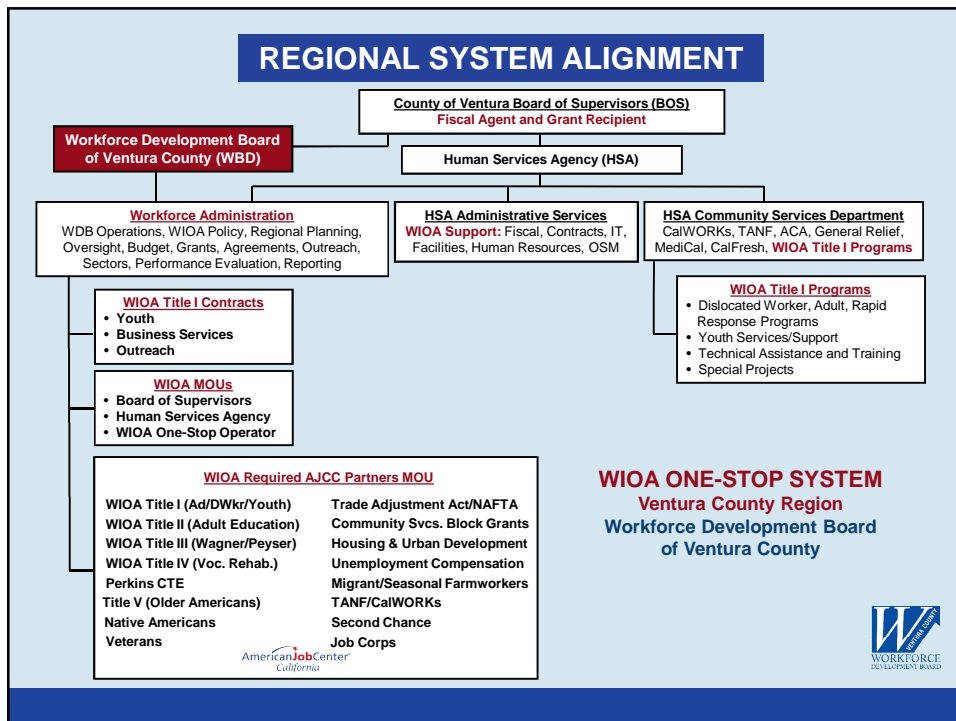 REGIONAL SYSTEM ALIGNMENT
County of Ventura Board of Supervisors (BOS)
Fiscal Agent and Grant Recipient
Workforce Development Board
of Ventura County (WBD)
Human Services Agency (HSA)
Workforce Administration
WDB Operations, WIOA Policy, Regional Planning,
Oversight, Budget, Grants, Agreements, Outreach,
Sectors, Performance Evaluation, Reporting
HSA Administrative Services
WIOA Support: Fiscal, Contracts, IT,
Facilities, Human Resources, OSM
HSA Community Services Department
CalWORKs, TANF, ACA, General Relief,
MediCal, CalFresh, WIOA Title I Programs
WIOA Title I Contracts
• Youth
• Business Services
• Outreach
WIOA Title I Programs
• Dislocated Worker, Adult, Rapid
Response Programs
• Youth Services/Support
• Technical Assistance and Training
• Special Projects
WIOA MOUs
• Board of Supervisors
• Human Services Agency
• WIOA One-Stop Operator
WIOA Required AJCC Partners MOU
WIOA Title I (Ad/DWkr/Youth)
WIOA Title II (Adult Education)
WIOA Title III (Wagner/Peyser)
WIOA Title IV (Voc. Rehab.)
Perkins CTE
Title V (Older Americans)
Native Americans
Veterans
Trade Adjustment Act/NAFTA
Community Svcs. Block Grants
Housing & Urban Development
Unemployment Compensation
Migrant/Seasonal Farmworkers
TANF/CalWORKs
Second Chance
Job Corps
AmericanJobCenter
California
WIOA ONE-STOP SYSTEM
Ventura County Region
Workforce Development Board
of Ventura County
VENTURA COUNTY
WORKFORCE
DEVELOPMENT BOARD